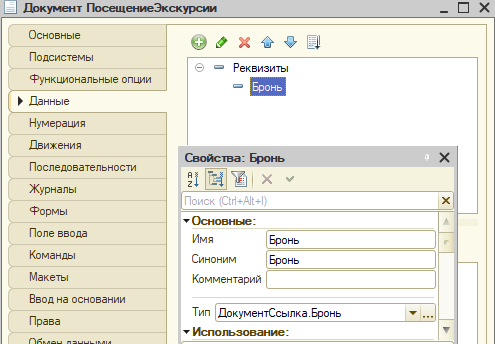 Документ ПосещениеЭкскурсии
Основные
Подсистемы
Функциональные опции
Данные
Нумерация
Движения
Последовательности
Журналы
Формы
Поле ввода
Команды
Макеты
Ввод на основании
Права
Обмен данными
Реквизиты
Бронь
Свойства: Бронь
Поиск (Ctrl+Alt+I)
Основные:
Имя Бронь
Синоним Бронь
Комментарий
Тип ДокументСсылка.Бронь
Использование: